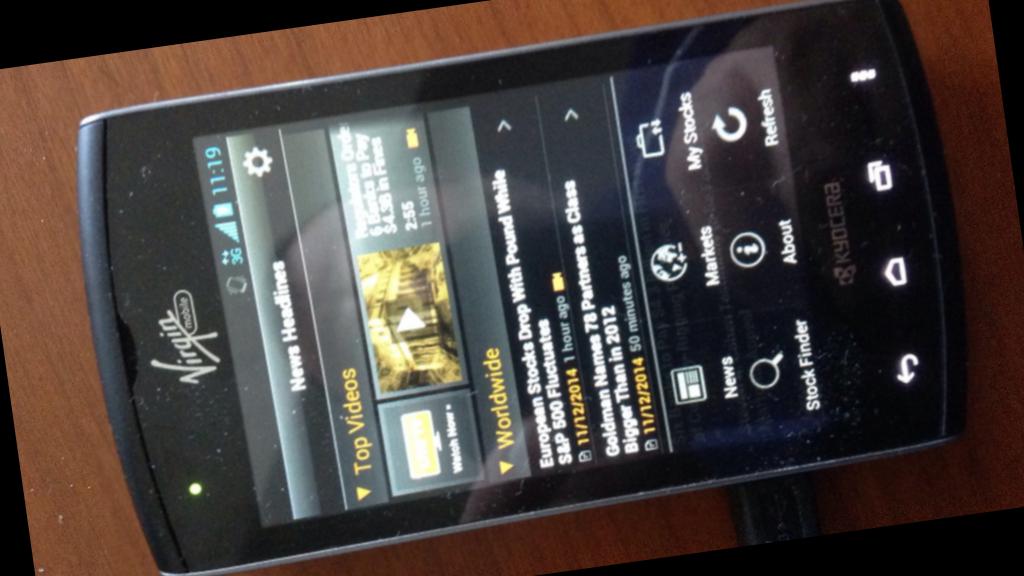 Virgin
mobile
3G 11:19
News Headlines
Top Videos
Watch Now
Regulators Order
6 Banks to Pay
$4.3B in Fines
2:55
1 hour ago
Worldwide
European Stocks Drop With Pound While
S&P 500 Fluctuates
11/12/2014 1 hour ago
Goldman Names 78 Partners as Class
Bigger Than in 2012
11/12/2014 50 minutes ago
News
Markets
My Stocks
Stock Finder
About
Refresh
KYOCERA